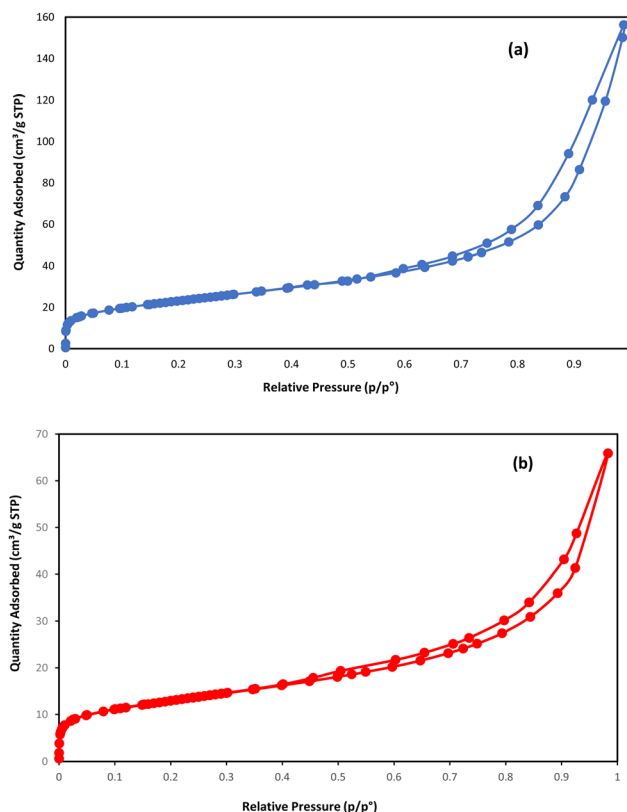 (a)
Quantity Adsorbed (cm³/g STP)
160
140
120
100
80
60
40
20
0
0 0.1 0.2 0.3 0.4 0.5 0.6 0.7 0.8 0.9
Relative Pressure (p/p°)
(b)
Quantity Adsorbed (cm³/g STP)
70
60
50
40
30
20
10
0
0 0.1 0.2 0.3 0.4 0.5 0.6 0.7 0.8 0.9 1
Relative Pressure (p/p°)